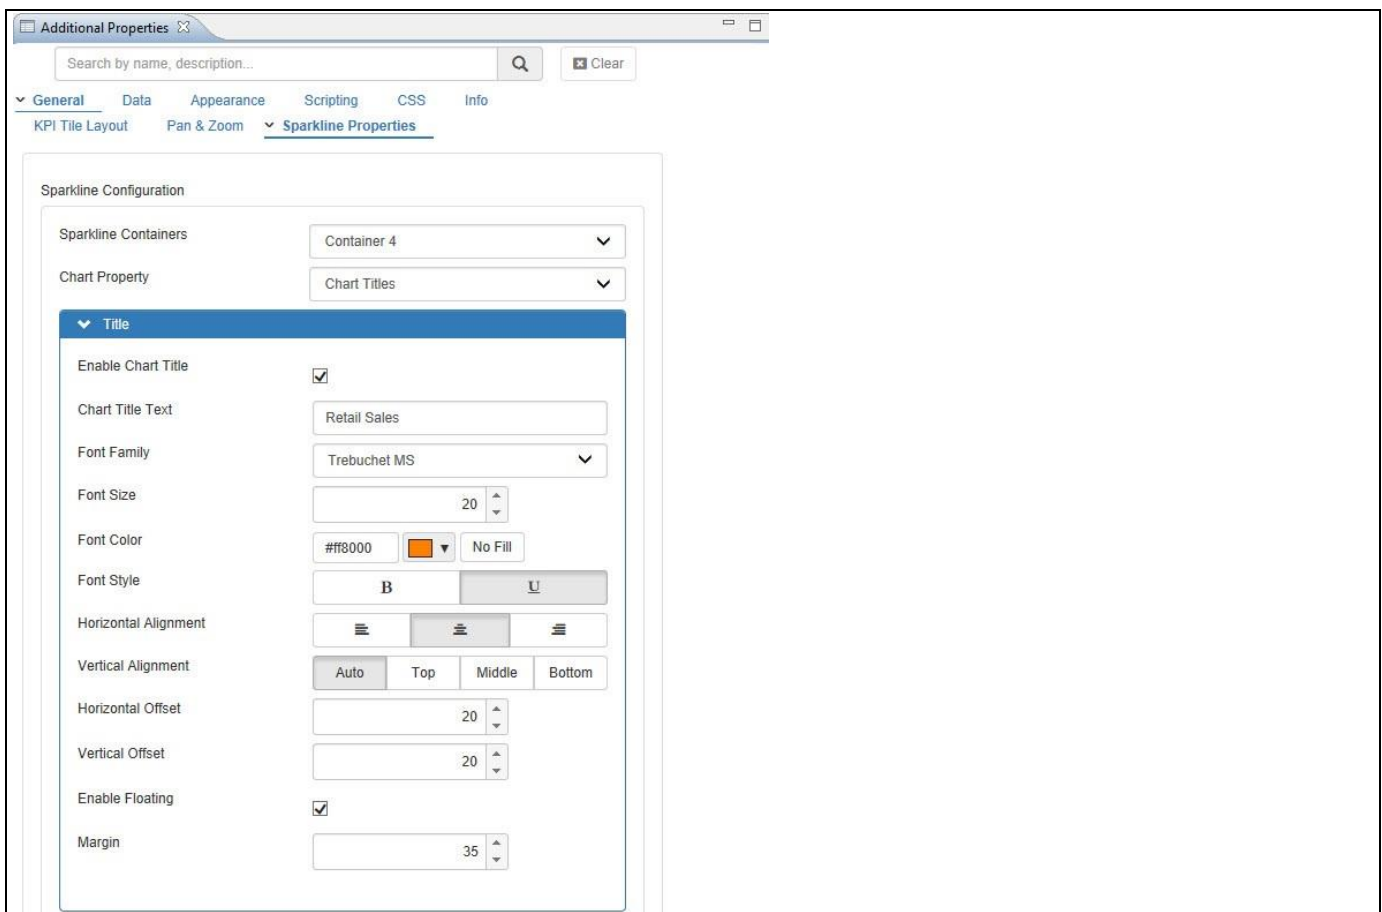 Additional Properties
Search by name, description...
Clear
General Data Appearance Scripting CSS Info
KPI Tile Layout Pan & Zoom Sparkline Properties
Sparkline Configuration
Sparkline Containers Container 4
Chart Property Chart Titles
Title
Enable Chart Title
Chart Title Text Retail Sales
Font Family Trebuchet MS
Font Size 20
Font Color #ff8000 No Fill
Font Style B U
Horizontal Alignment
Vertical Alignment Auto Top Middle Bottom
Horizontal Offset 20
Vertical Offset 20
Enable Floating
Margin 35